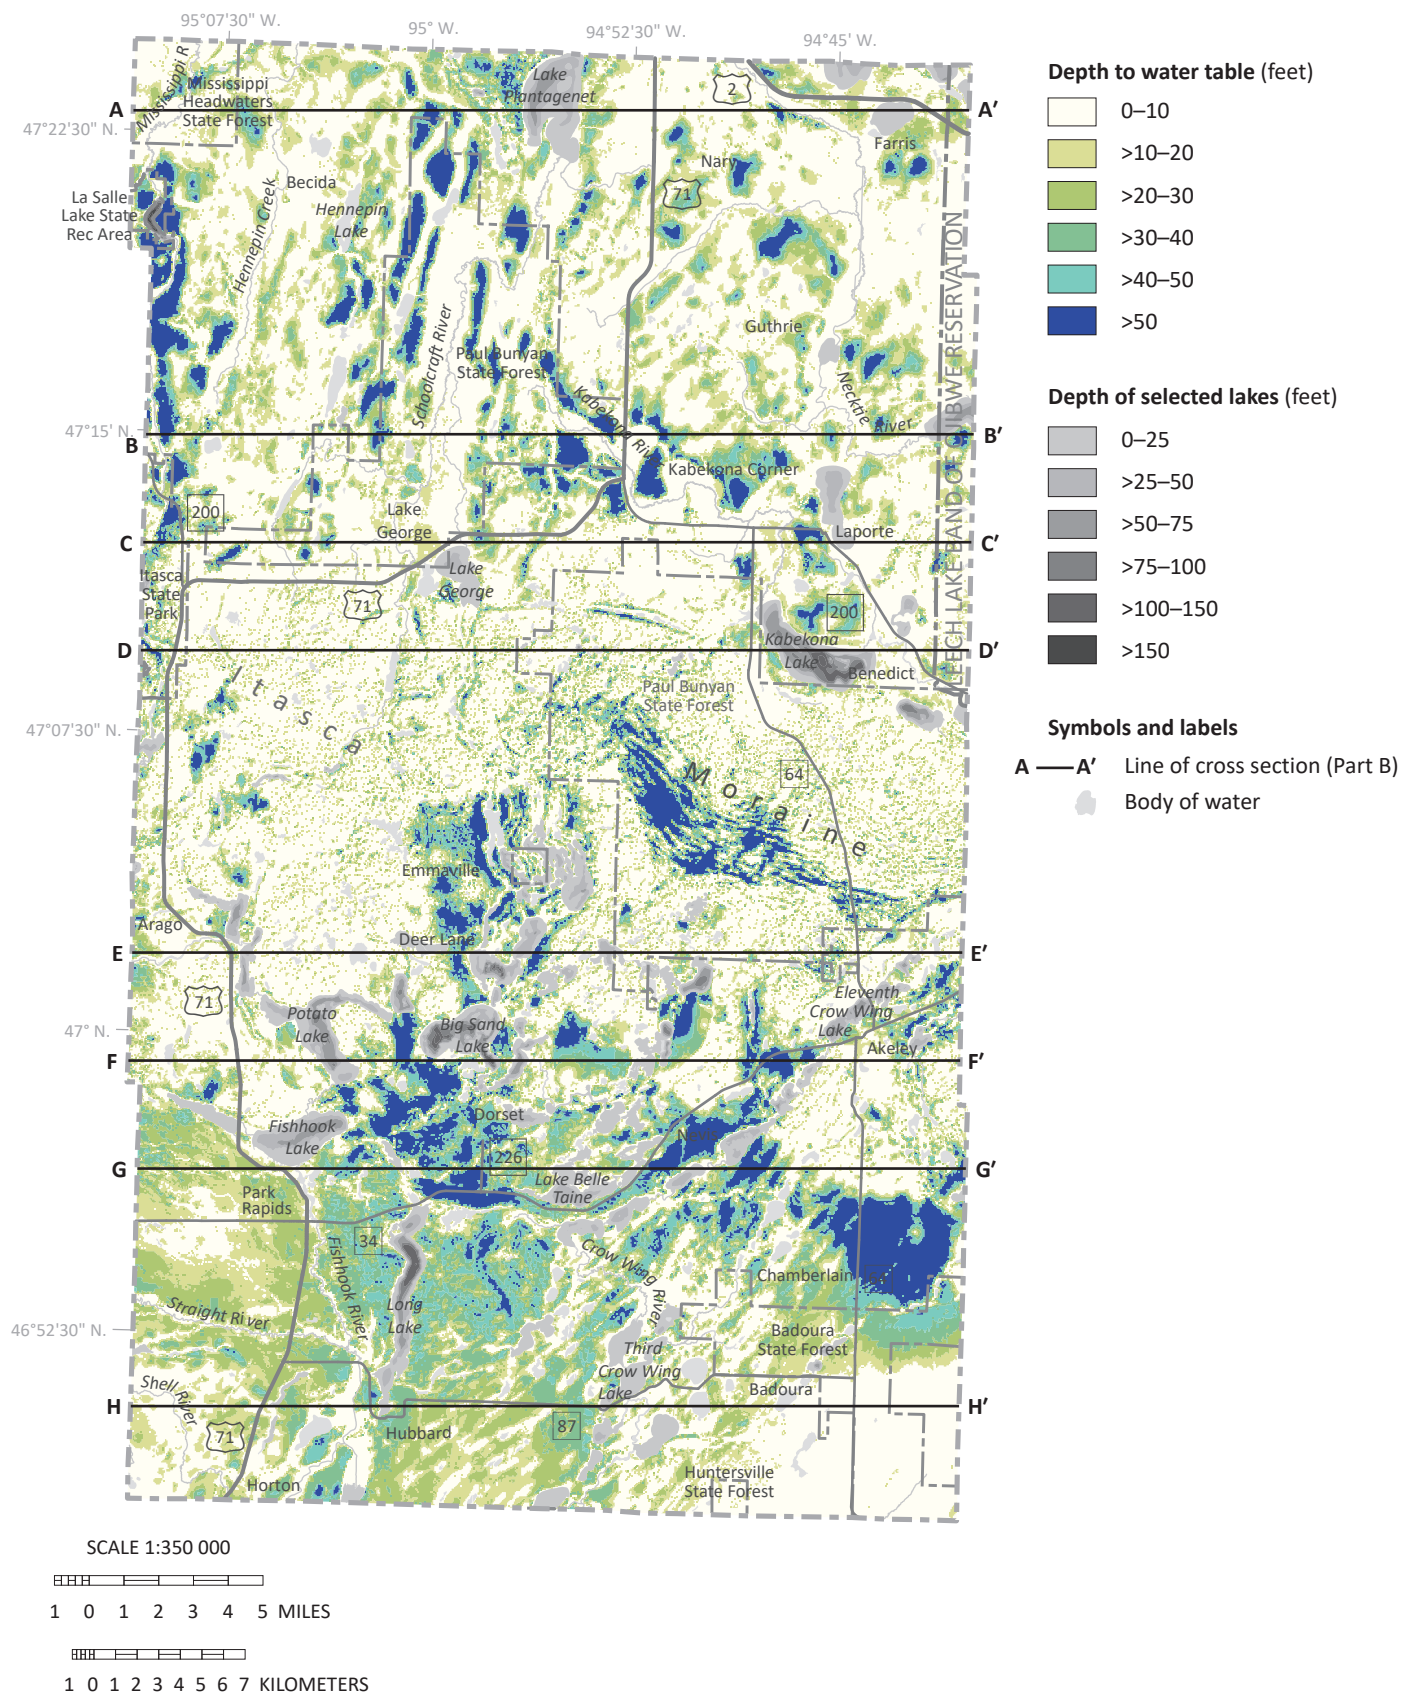 95°07'30" W.
95° W.
94°52'30" W.
94°45' W.
Mississippi R
Mississippi
Headwaters
State Forest
Lake
Plantagenet
2
A
A′
47°22'30" N.
Farris
Nary
Becida
La Salle
Lake State
Rec Area
71
Hennepin
Lake
Hennepin Creek
Guthrie
Schoolcraft River
Paul Bunyan
State Forest
Kabekona River
Necktie
River
LEECH LAKE BAND OF OJIBWE RESERVATION
47°15' N.
B
B′
Kabekona Corner
200
Lake
George
Laporte
C
C′
Itasca
State
Park
Lake
George
71
200
Kabekona
Lake
D
D′
Benedict
Itasca
Paul Bunyan
State Forest
47°07'30" N.
Moraine
64
Emmaville
Arago
Deer Lane
E
E′
71
Potato
Lake
Big Sand
Lake
Eleventh
Crow Wing
Lake
47° N.
Akeley
F
F′
Dorset
Fishhook
Lake
Nevis
226
G
G′
Lake Belle
Taine
Park
Rapids
34
Fishhook River
Crow Wing
River
Chamberlain
Straight River
Long
Lake
46°52'30" N.
Badoura
State Forest
Third
Crow Wing
Lake
Shell River
Badoura
H
H′
87
Hubbard
71
Huntersville
State Forest
Horton
Depth to water table (feet)
0–10
>10–20
>20–30
>30–40
>40–50
>50
Depth of selected lakes (feet)
0–25
>25–50
>50–75
>75–100
>100–150
>150
Symbols and labels
A A′ Line of cross section (Part B)
Body of water
SCALE 1:350 000
1 0 1 2 3 4 5 MILES
1 0 1 2 3 4 5 6 7 KILOMETERS